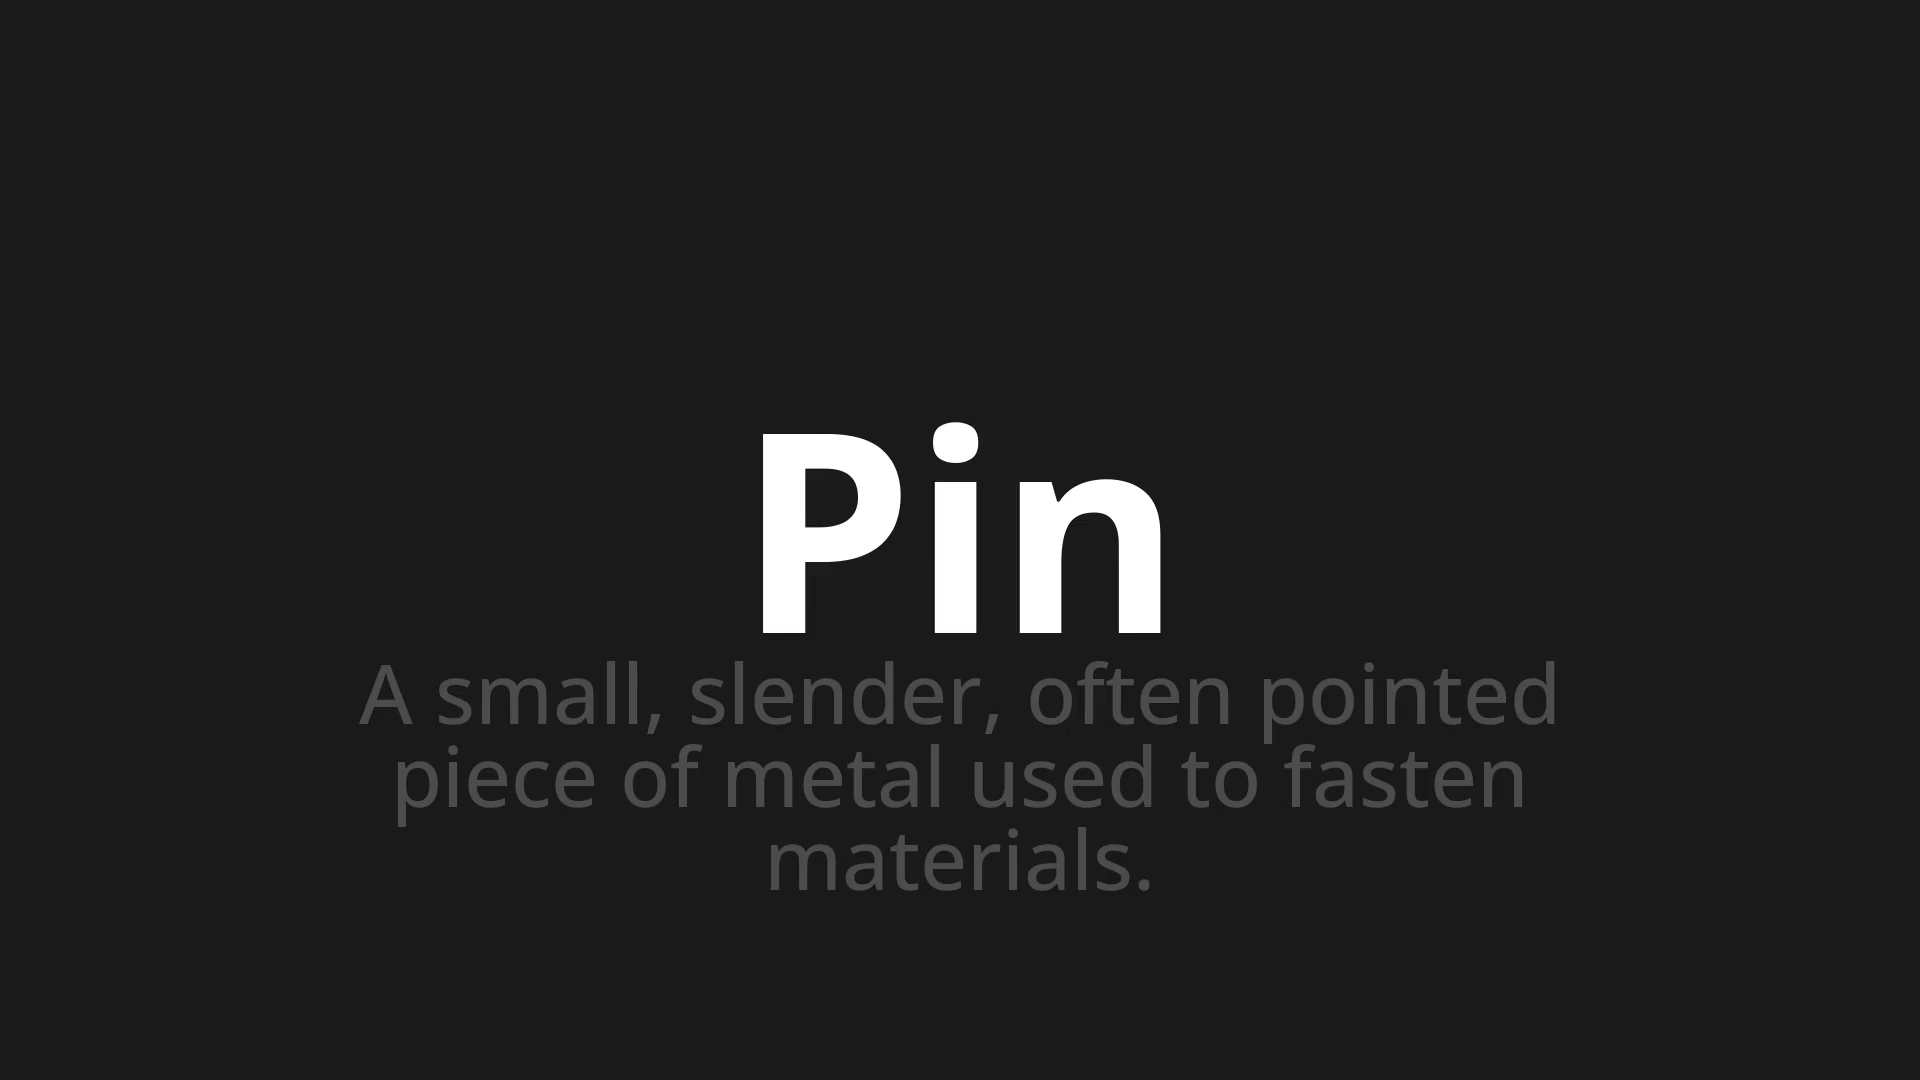 Pin
A small, slender, often pointed
piece of metal used to fasten
materials.